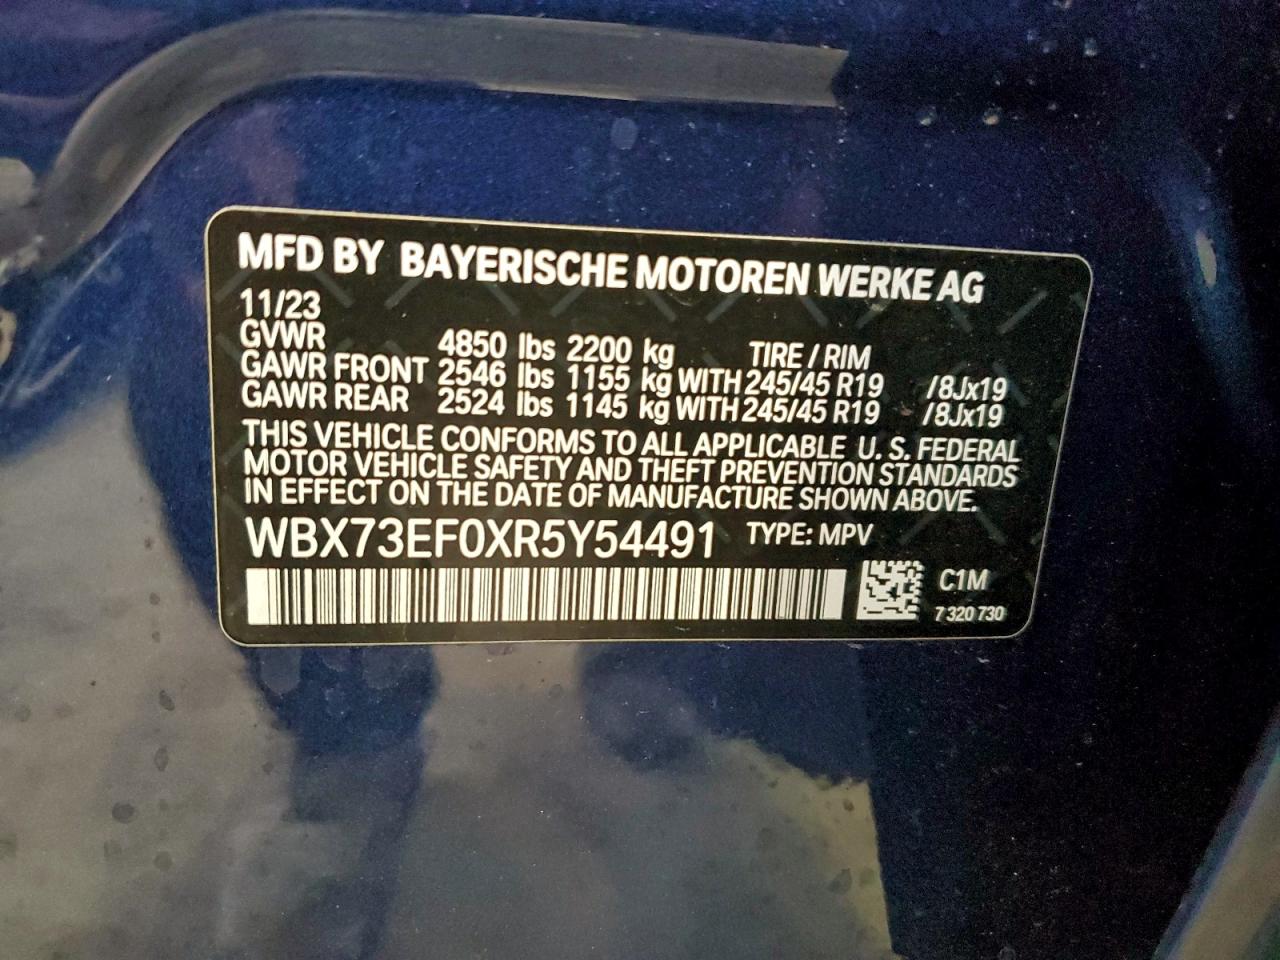 MFD BY BAYERISCHE MOTOREN WERKE AG
11/23
GVWR 4850 lbs 2200 kg TIRE / RIM
GAWR FRONT 2546 lbs 1155 kg WITH 245/45 R19 /8Jx19
GAWR REAR 2524 lbs 1145 kg WITH 245/45 R19 /8Jx19
THIS VEHICLE CONFORMS TO ALL APPLICABLE U. S. FEDERAL
MOTOR VEHICLE SAFETY AND THEFT PREVENTION STANDARDS
IN EFFECT ON THE DATE OF MANUFACTURE SHOWN ABOVE.
WBX73EF0XR5Y54491 TYPE: MPV
C1M
7 320 730